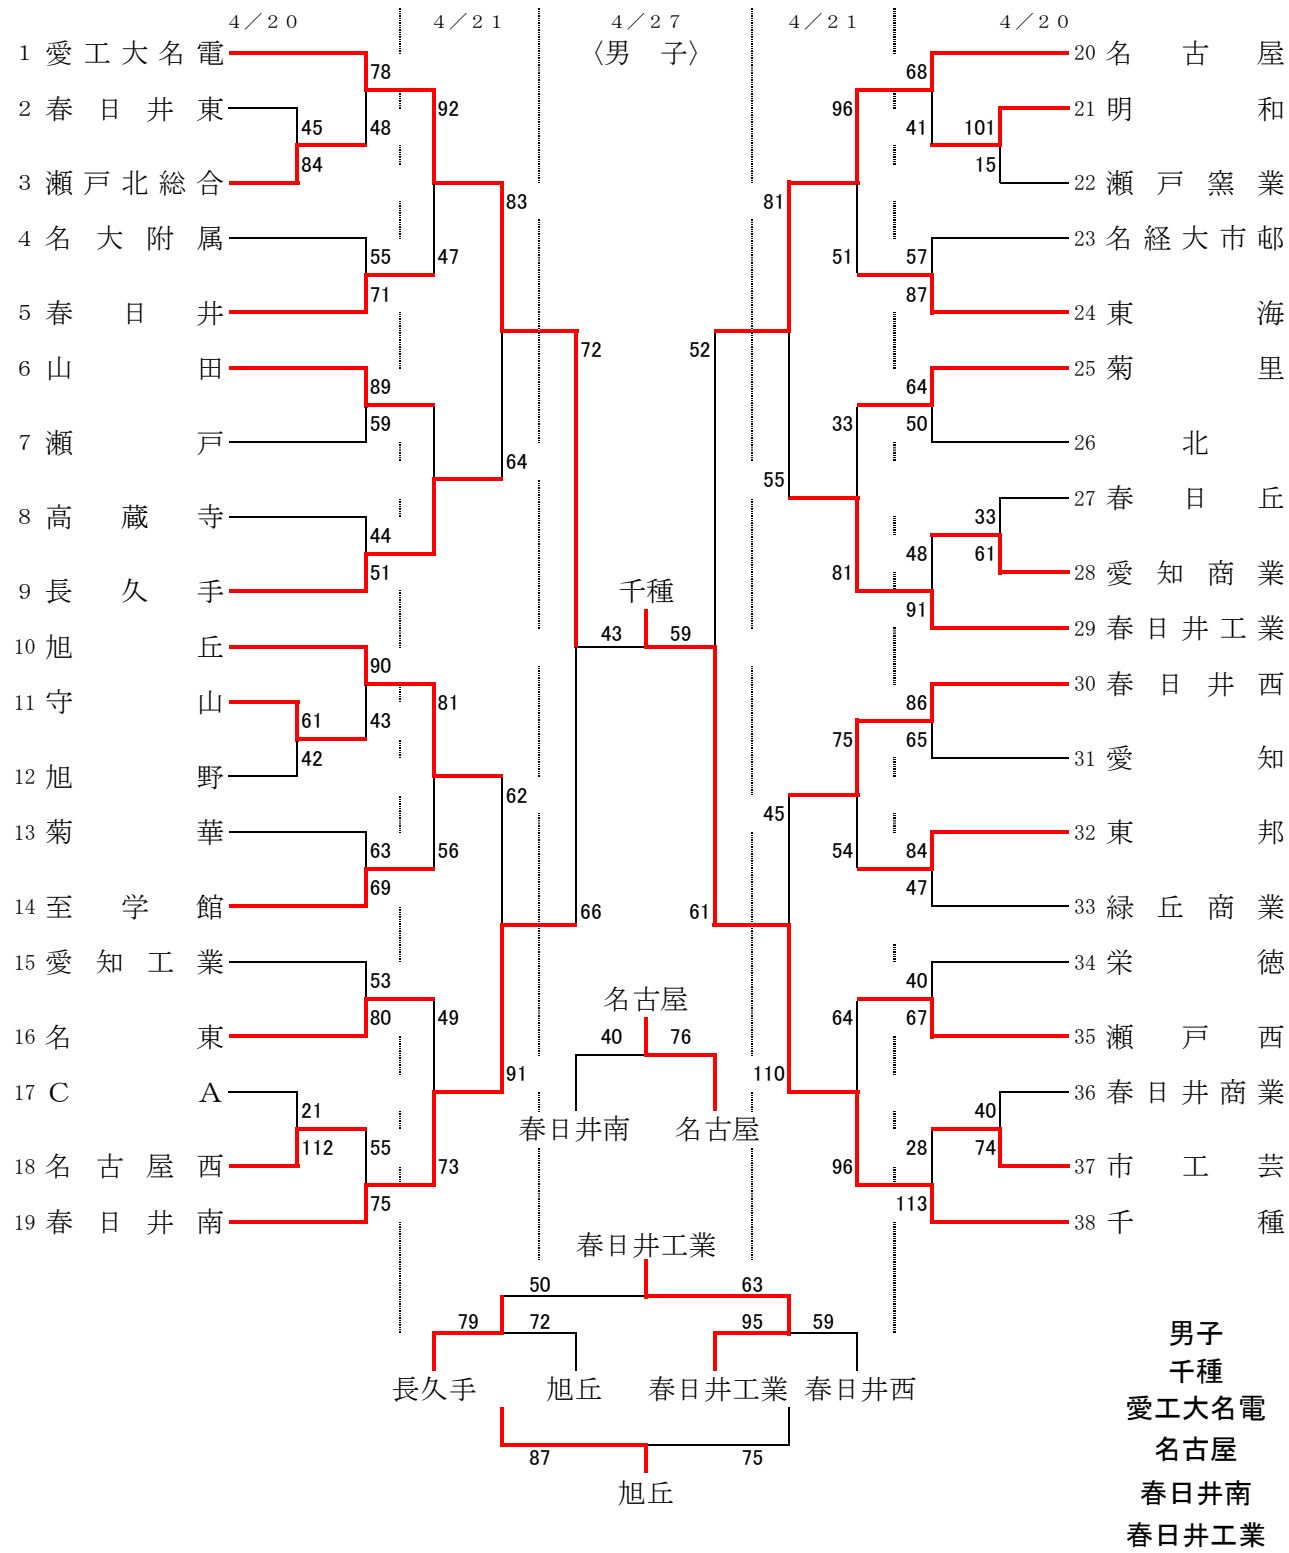 4／20 4／21 4／27 4／21 4／20
〈男 子〉
1 愛工大名電
2 春日井東
3 瀬戸北総合
4 名大附属
5 春日井
6 山田
7 瀬戸
8 高蔵寺
9 長久手
10 旭丘
11 守山
12 旭野
13 菊華
14 至学館
15 愛知工業
16 名東
17 CA
18 名古屋西
19 春日井南
78
48
45
84
92
47
55
71
83
64
89
59
44
51
72
66
90
43
61
42
81
56
63
69
62
91
53
80
49
73
21
112
55
75
20 名古屋
21 明和
22 瀬戸窯業
23 名経大市邨
24 東海
25 菊里
26 北
27 春日丘
28 愛知商業
29 春日井工業
30 春日井西
31 愛知
32 東邦
33 緑丘商業
34 栄徳
35 瀬戸西
36 春日井商業
37 市工芸
38 千種
68
41
101
15
96
51
57
87
81
55
64
50
33
81
33
61
48
91
52
61
86
65
75
54
84
47
45
110
40
67
64
96
40
74
28
113
千種
43 59
名古屋
40 76
春日井南 名古屋
春日井工業
50 63
79 72 95 59
長久手 旭丘 春日井工業 春日井西
87 75
旭丘
男子
千種
愛工大名電
名古屋
春日井南
春日井工業